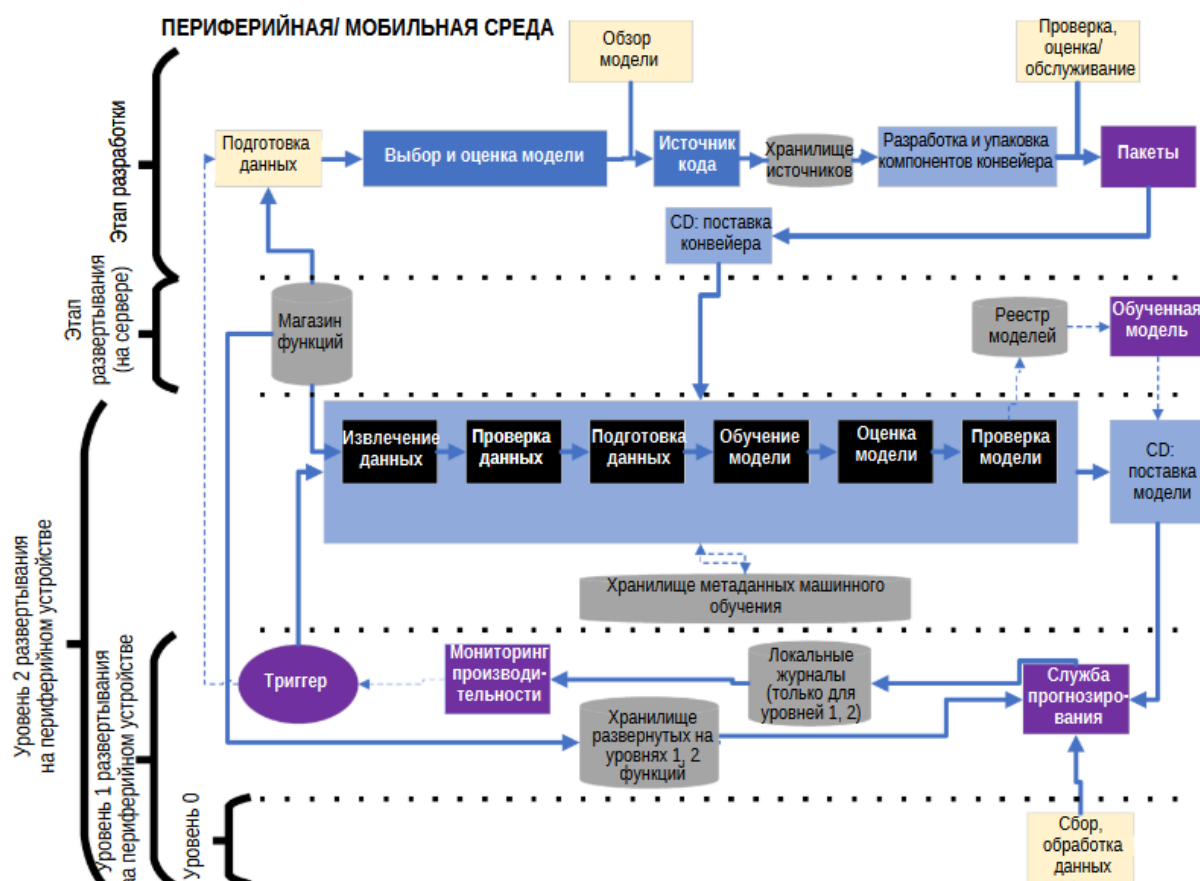 ПЕРИФЕРИЙНАЯ/ МОБИЛЬНАЯ СРЕДА
Обзор
модели
Проверка,
оценка/
обслуживание
Этап разработки
Подготовка
данных
Выбор и оценка модели
Источник
кода
Хранилище
источников
Разработка и упаковка
компонентов конвейера
Пакеты
CD: поставка
конвейера
Этап
развертывания
(на сервере)
Магазин
функций
Реестр
моделей
Обученная
модель
Извлечение
данных
Проверка
данных
Подготовка
данных
Обучение
модели
Оценка
модели
Проверка
модели
CD:
поставка
модели
Хранилище метаданных машинного
обучения
Уровень 2 развертывания
на периферийном устройстве
Уровень 1 развертывания
аа периферийном устройстве
Уровень 0
Триггер
Мониторинг
производи-
тельности
Локальные
журналы
(только для
уровней 1, 2)
Служба
прогнозиро-
вания
Хранилище
развернутых на
уровнях 1, 2
функций
Сбор,
обработка
данных